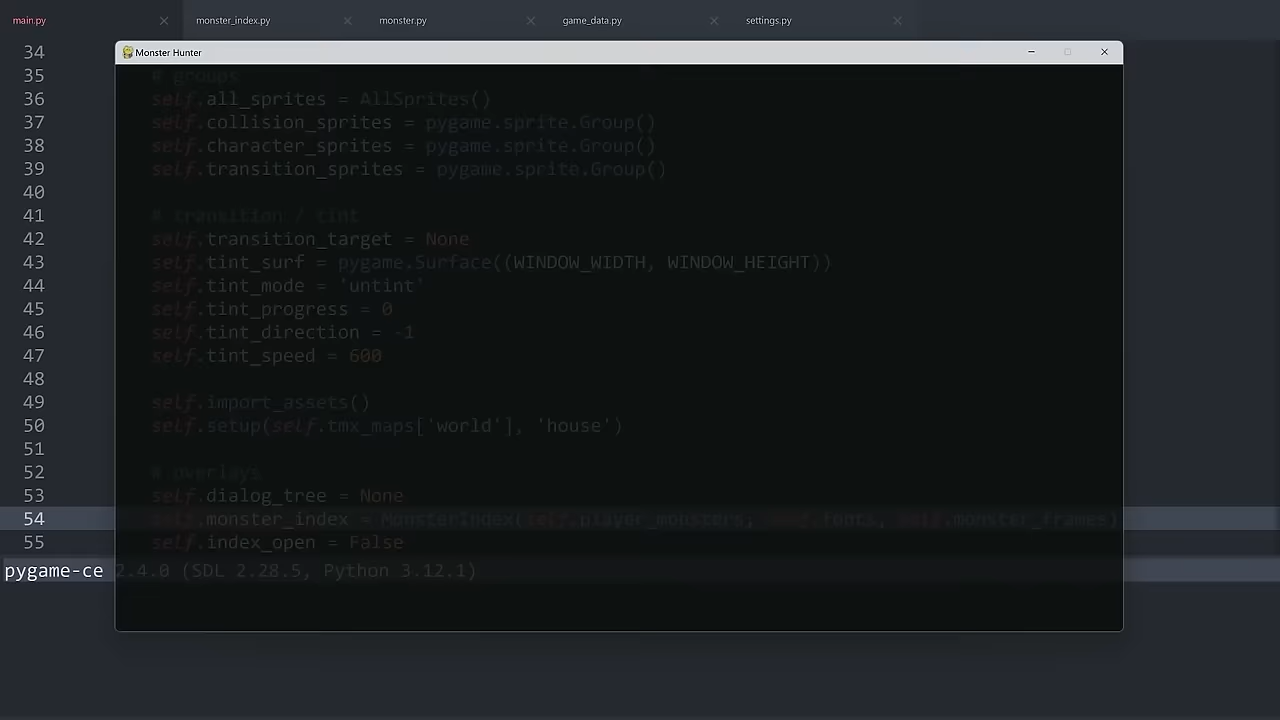 main.py
monster_index.py
monster.py
game_data.py
settings.py
Monster Hunter
34
35 # groups
36 self.all_sprites = AllSprites()
37 self.collision_sprites = pygame.sprite.Group()
38 self.character_sprites = pygame.sprite.Group()
39 self.transition_sprites = pygame.sprite.Group()
40
41 # transition / tint
42 self.transition_target = None
43 self.tint_surf = pygame.Surface((WINDOW_WIDTH, WINDOW_HEIGHT))
44 self.tint_mode = 'untint'
45 self.tint_progress = 0
46 self.tint_direction = -1
47 self.tint_speed = 600
48
49 self.import_assets()
50 self.setup(self.tmx_maps['world'], 'house')
51
52 # overlays
53 self.dialog_tree = None
54 self.monster_index = MonsterIndex(self.player_monsters, self.fonts, self.monster_frames)
55 self.index_open = False
pygame-ce 2.4.0 (SDL 2.28.5, Python 3.12.1)